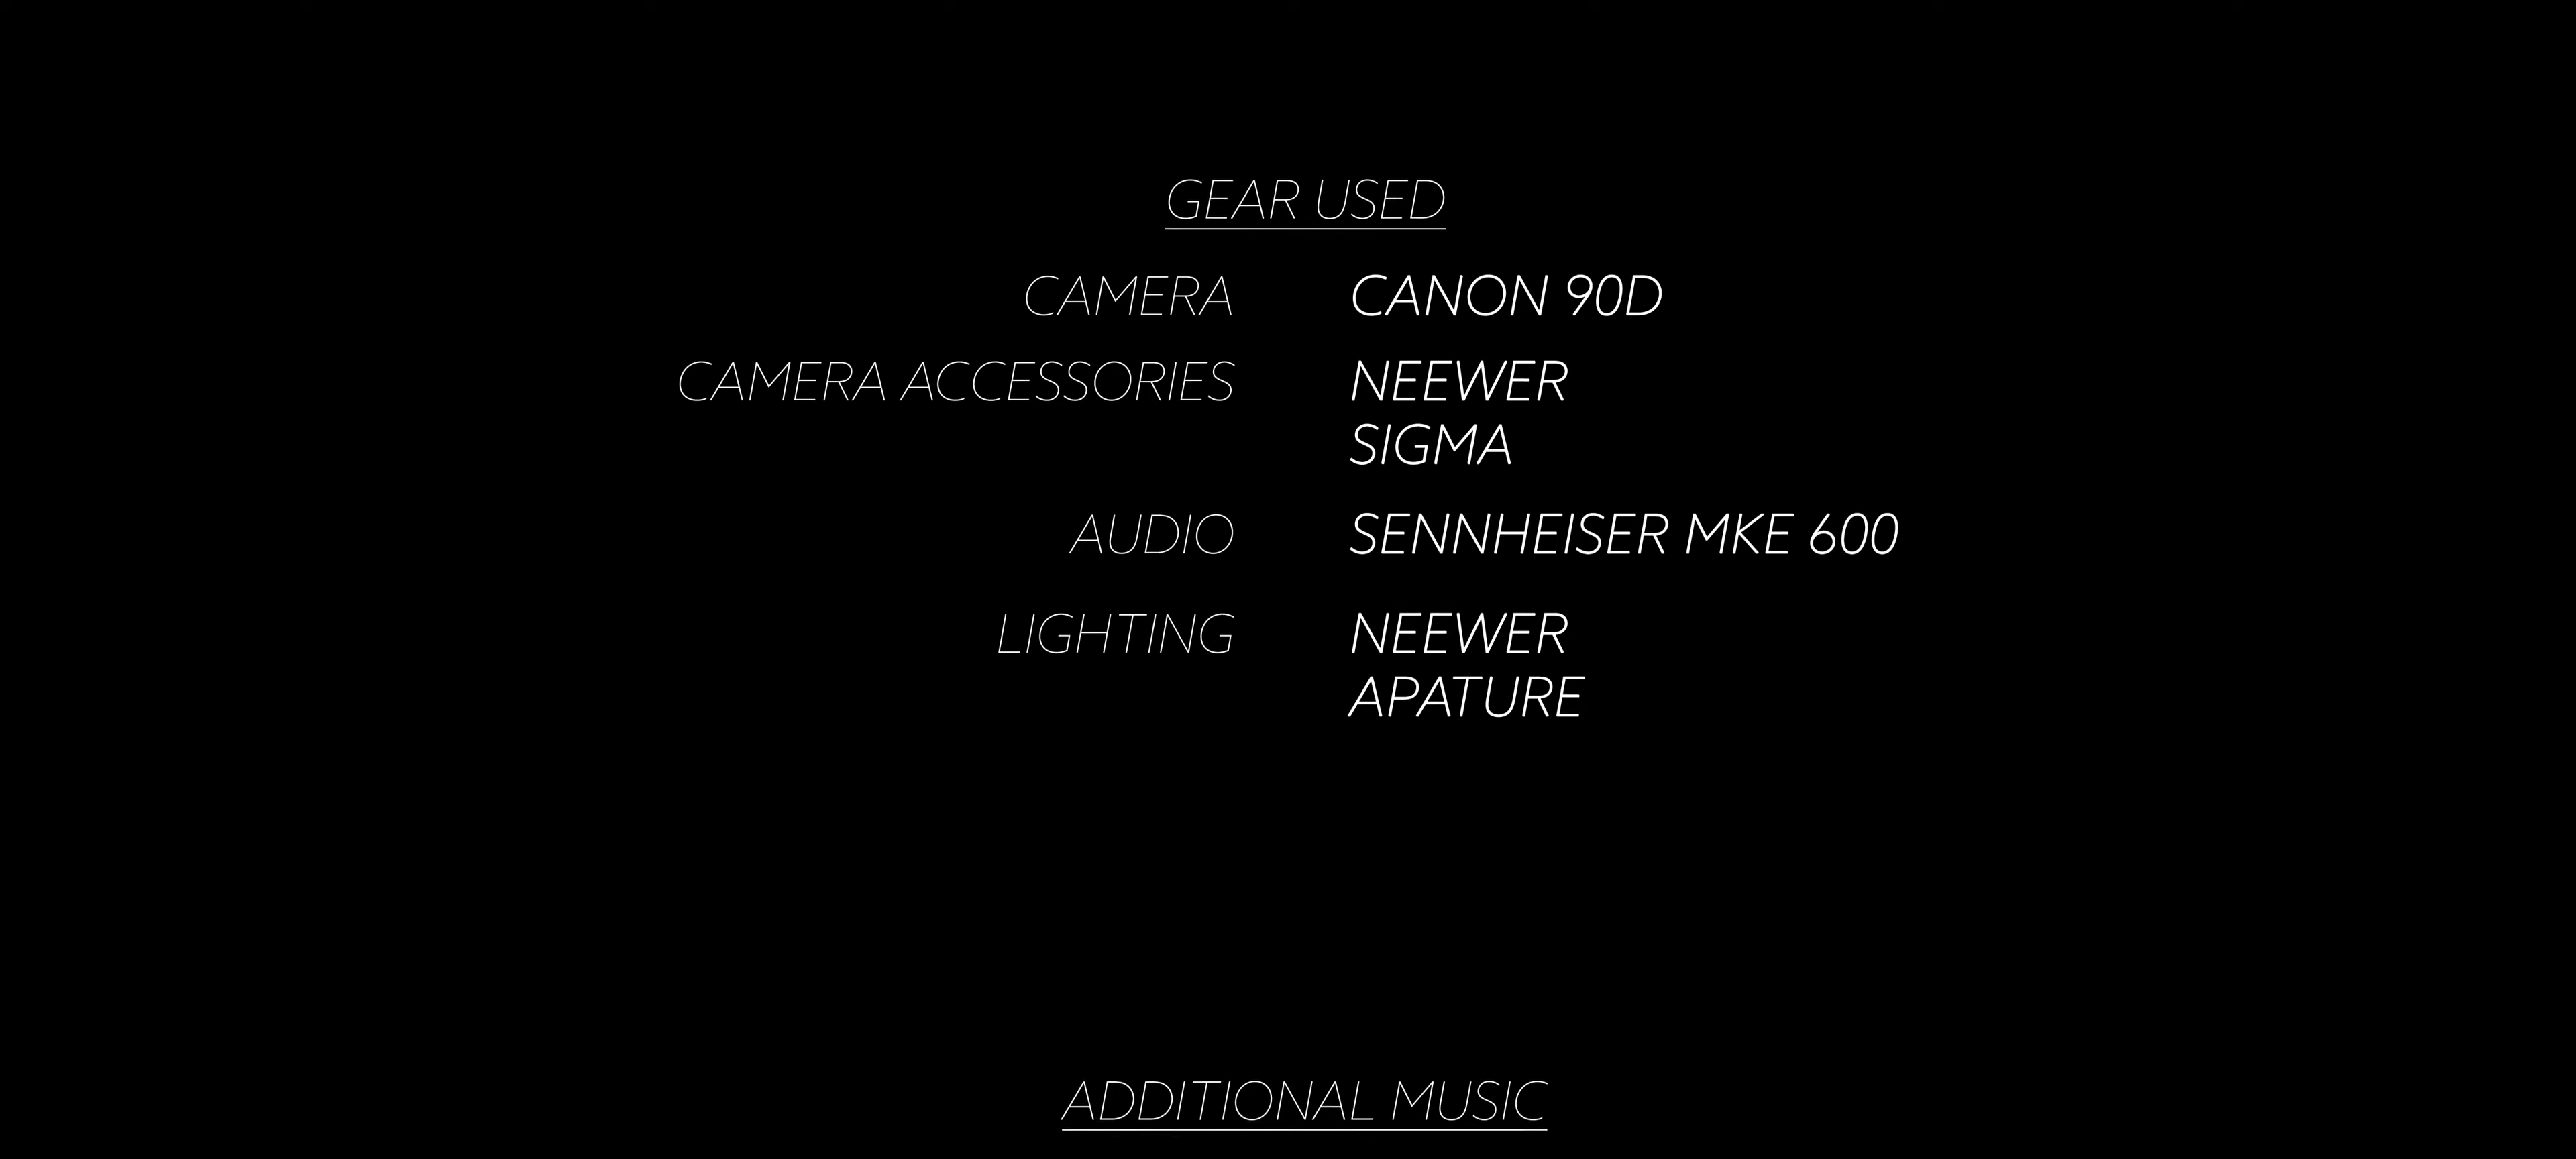 GEAR USED
CAMERA CANON 90D
CAMERA ACCESSORIES NEEWER
SIGMA
AUDIO SENNHEISER MKE 600
LIGHTING NEEWER
APATURE
ADDITIONAL MUSIC